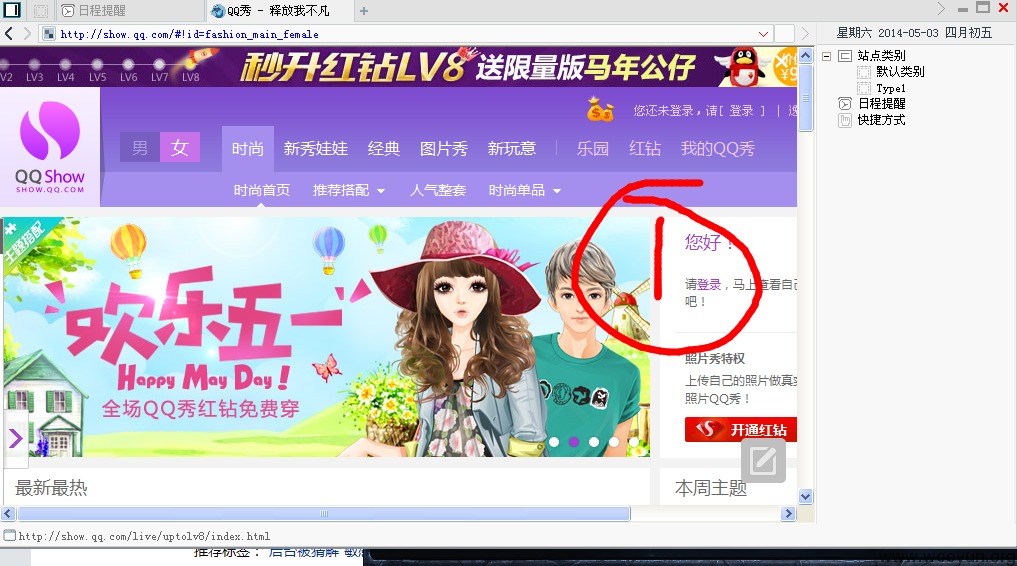 日程提醒
QQ秀 - 释放我不凡
http://show.qq.com/#!id=fashion_main_female
星期六 2014-05-03 四月初五
V2 LV3 LV4 LV5 LV6 LV7 LV8
秒升红钻LV8 送限量版马年公仔
站点类别
默认类别
Type1
日程提醒
快捷方式
您还未登录，请[ 登录 ] |
QQ Show
SHOW.QQ.COM
男 女 时尚 新秀娃娃 经典 图片秀 新玩意 乐园 红钻 我的QQ秀
时尚首页 推荐搭配 人气整套 时尚单品
主题搭配
欢乐五一
Happy May Day!
全场QQ秀红钻免费穿
1
您好！
请登录，马上查看自己
吧！
照片秀特权
上传自己的照片做真实
照片QQ秀！
开通红钻
最新最热
本周主题
http://show.qq.com/live/uptolv8/index.html
推荐标签： 后台被猜解
www.wooyun.org